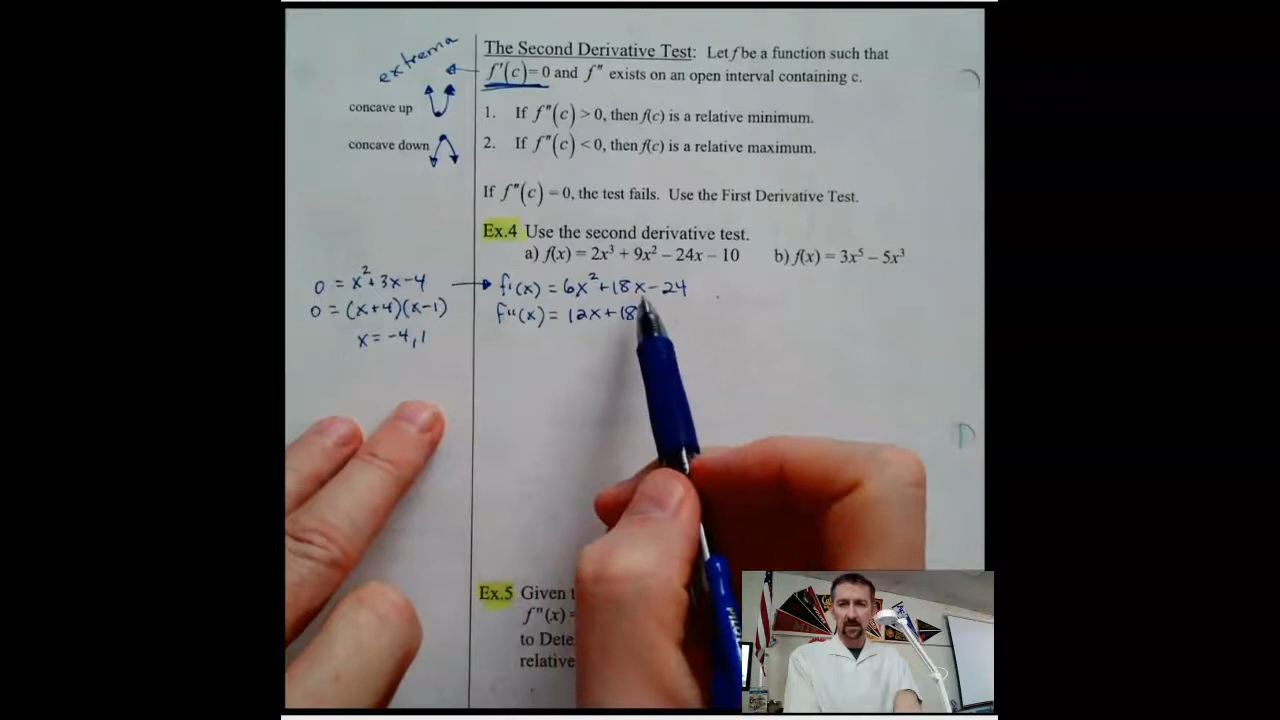 extrema
The Second Derivative Test: Let f be a function such that
f'(c)=0 and f" exists on an open interval containing c.
concave up
1. If f"(c) > 0, then f(c) is a relative minimum.
concave down
2. If f"(c) < 0, then f(c) is a relative maximum.
If f"(c) = 0, the test fails. Use the First Derivative Test.
Ex.4 Use the second derivative test.
a) f(x) = 2x³ + 9x² – 24x – 10 b) f(x) = 3x⁵ – 5x³
0 = x²+3x-4
f'(x) = 6x²+18x-24
0 = (x+4)(x-1)
f''(x) = 12x+18
x = -4, 1
Ex.5 Given
f"(x) =
to
relative